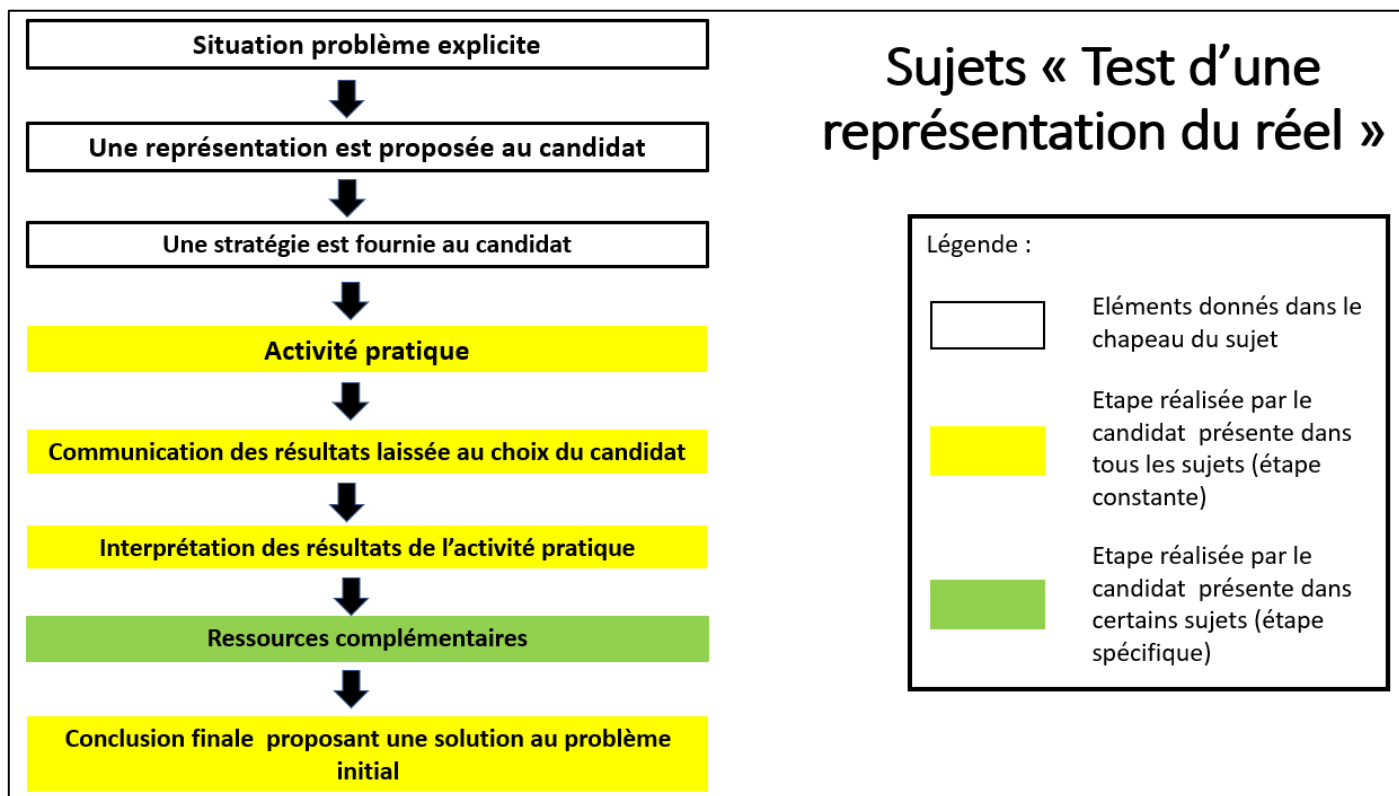 Situation problème explicite
Une représentation est proposée au candidat
Une stratégie est fournie au candidat
Activité pratique
Communication des résultats laissée au choix du candidat
Interprétation des résultats de l'activité pratique
Ressources complémentaires
Conclusion finale proposant une solution au problème
initial
Sujets « Test d'une
représentation du réel »
Légende :
Eléments donnés dans le
chapeau du sujet
Etape réalisée par le
candidat présente dans
tous les sujets (étape
constante)
Etape réalisée par le
candidat présente dans
certains sujets (étape
spécifique)